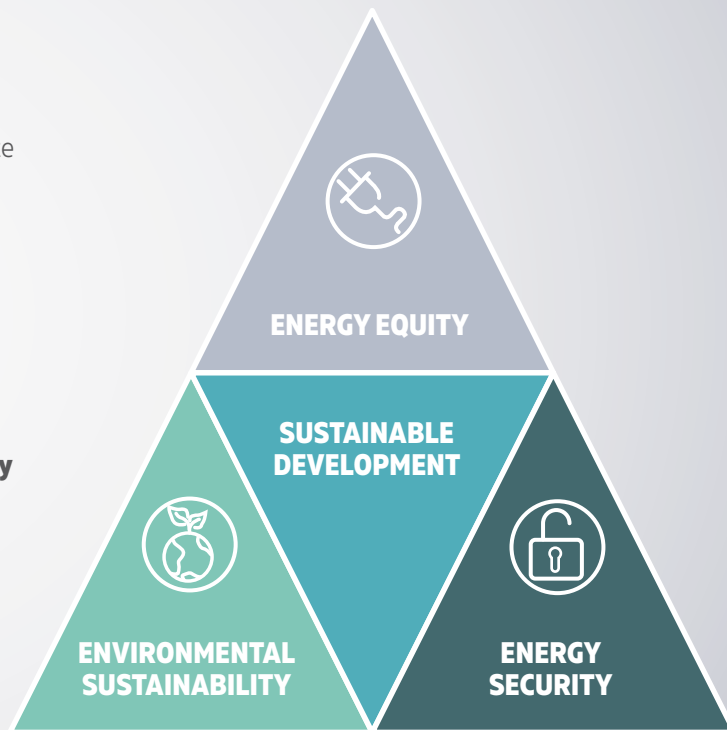 ENERGY EQUITY
SUSTAINABLE
DEVELOPMENT
ENVIRONMENTAL
SUSTAINABILITY
ENERGY
SECURITY